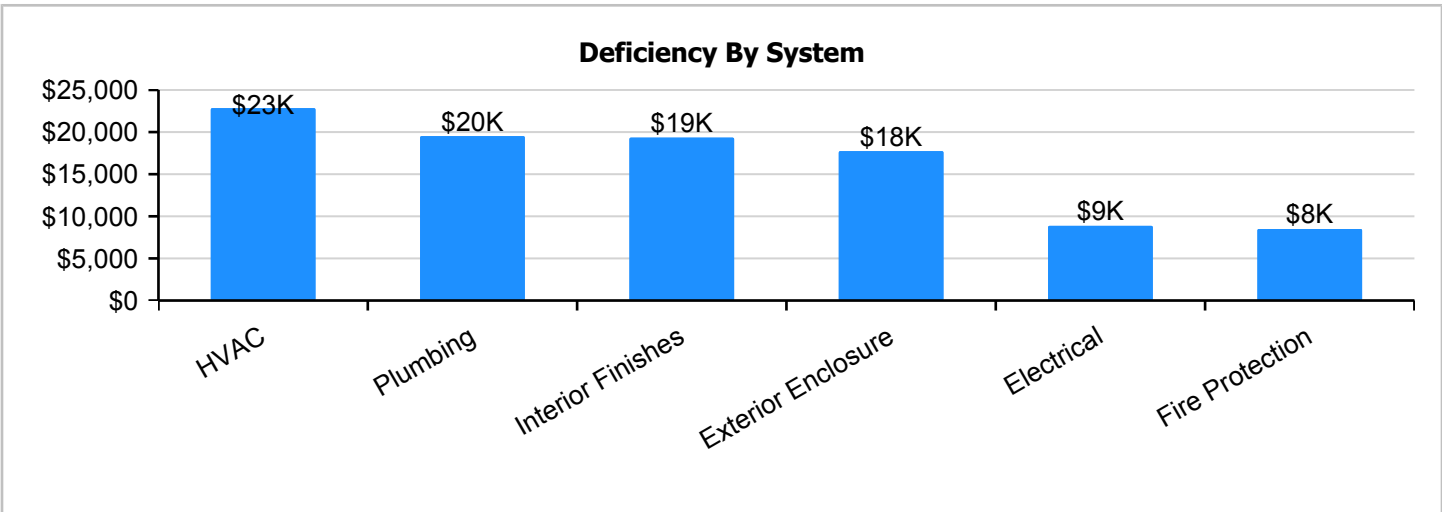 Deficiency By System
$25,000
$20,000
$15,000
$10,000
$5,000
$0
$23K
$20K
$19K
$18K
$9K
$8K
HVAC
Plumbing
Interior Finishes
Exterior Enclosure
Electrical
Fire Protection